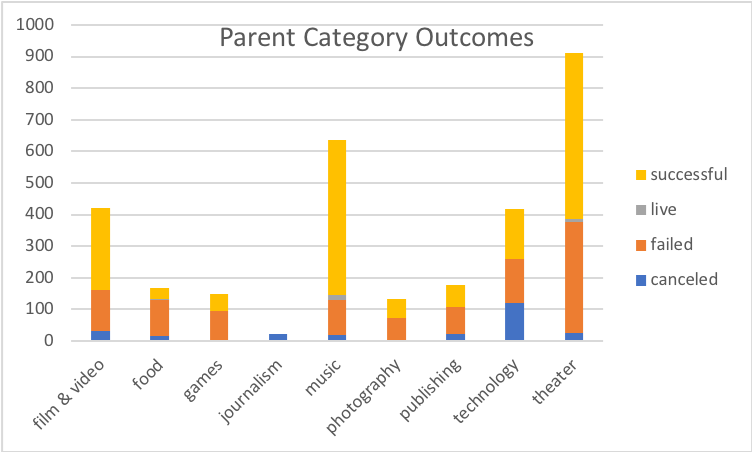 Parent Category Outcomes
1000
900
800
700
600
500
400
300
200
100
0
film & video
food
games
journalism
music
photography
publishing
technology
theater
successful
live
failed
canceled